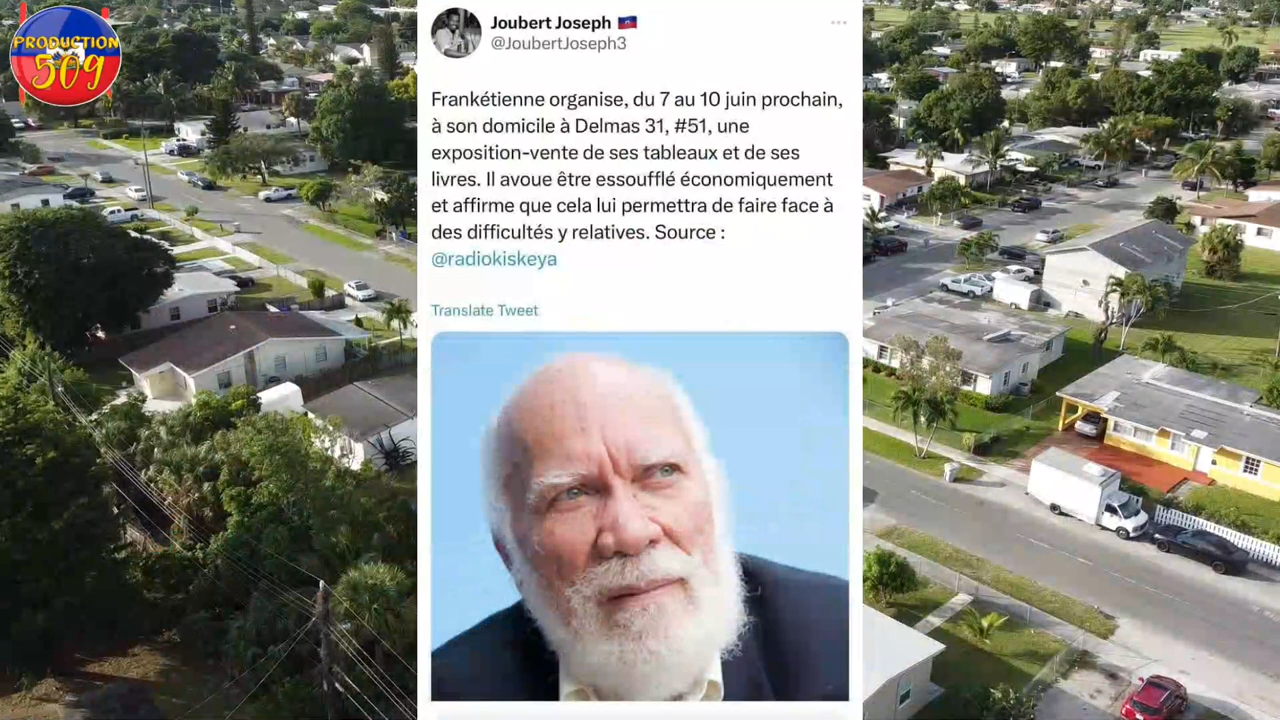 PRODUCTION
509
Joubert Joseph
@JoubertJoseph3
Frankétienne organise, du 7 au 10 juin prochain,
à son domicile à Delmas 31, #51, une
exposition-vente de ses tableaux et de ses
livres. Il avoue être essoufflé économiquement
et affirme que cela lui permettra de faire face à
des difficultés y relatives. Source :
@radiokiskeya
Translate Tweet